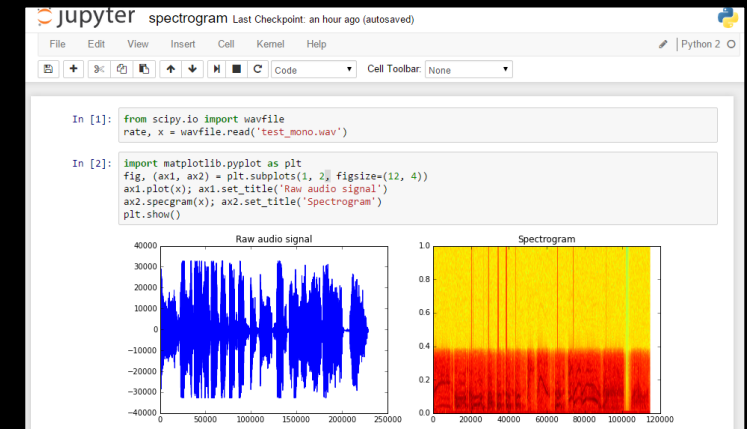 jupyter spectrogram Last Checkpoint: an hour ago (autosaved)
File Edit View Insert Cell Kernel Help Python 2
Code Cell Toolbar: None
In [1]: from scipy.io import wavfile
rate, x = wavfile.read('test_mono.wav')
In [2]: import matplotlib.pyplot as plt
fig, (ax1, ax2) = plt.subplots(1, 2, figsize=(12, 4))
ax1.plot(x); ax1.set_title('Raw audio signal')
ax2.specgram(x); ax2.set_title('Spectrogram')
plt.show()
Raw audio signal
40000
30000
20000
10000
0
−10000
−20000
−30000
−40000
0 50000 100000 150000 200000 250000
Spectrogram
1.0
0.8
0.6
0.4
0.2
0.0
0 20000 40000 60000 80000 100000 120000